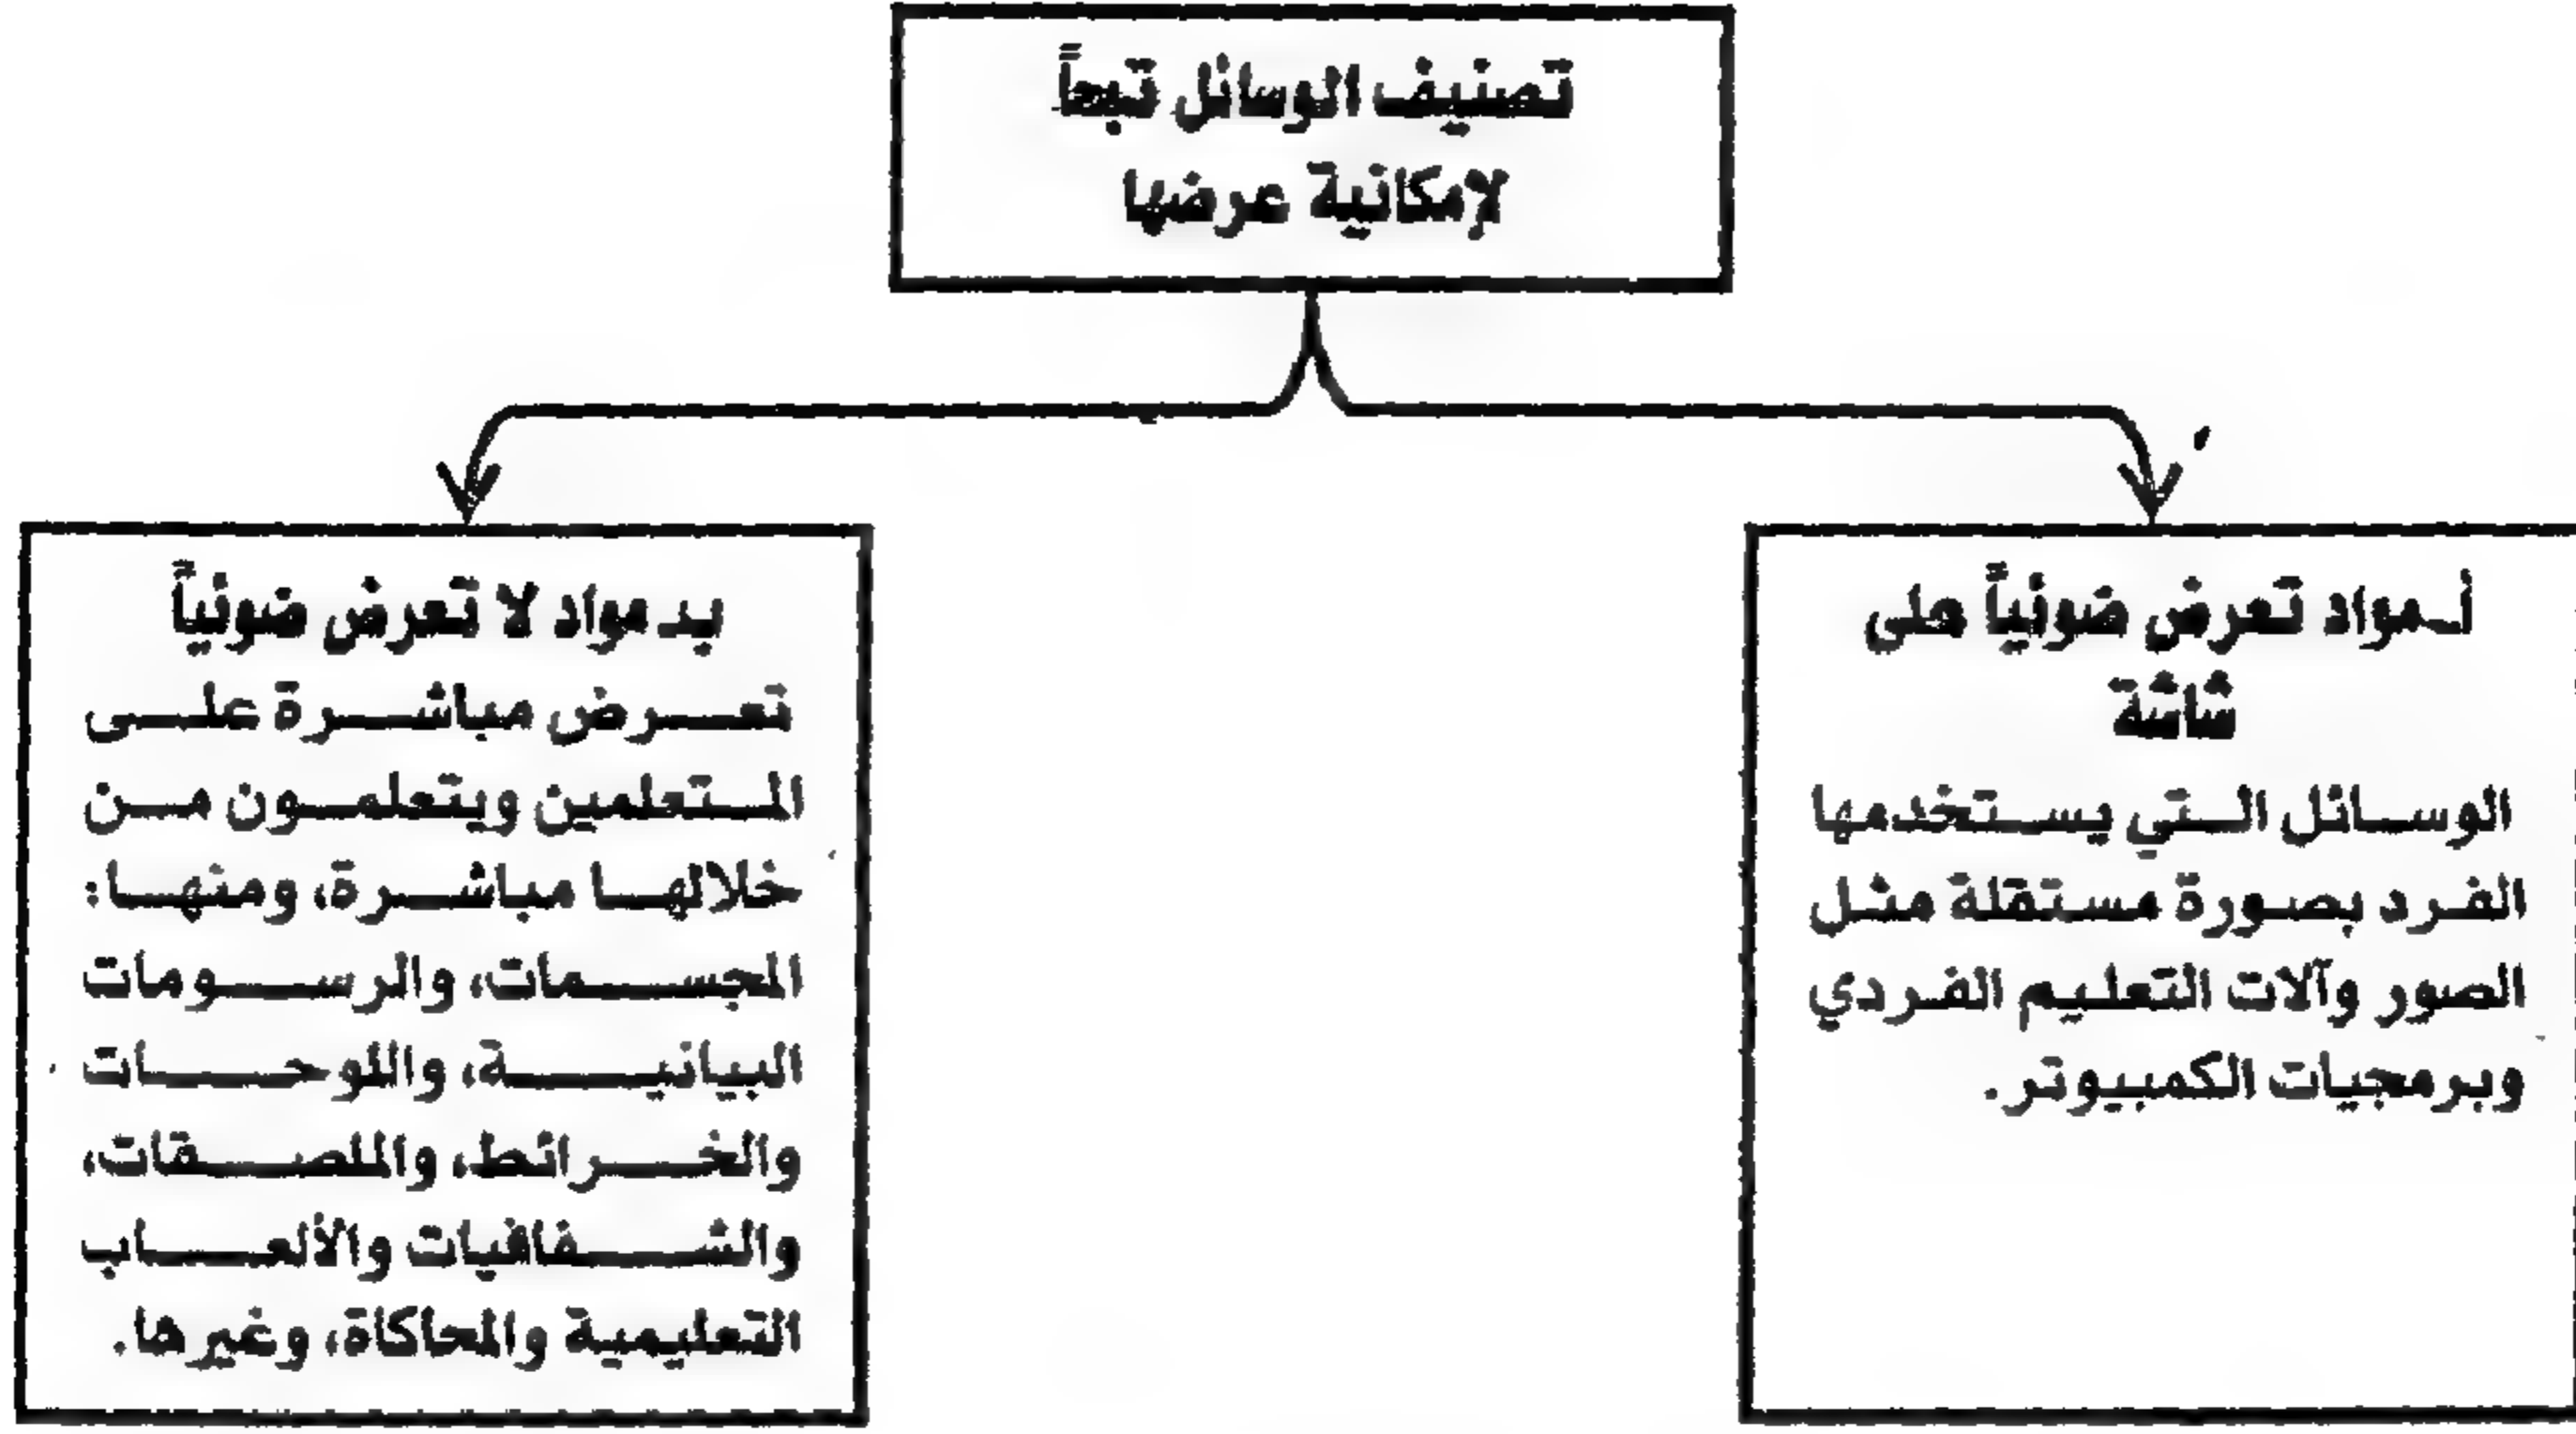 تصنيف الوسائل تبعاً
لإمكانية عرضها
أ ـ مواد تعرض ضوئياً على
شاشة
الوسائل التي يستخدمها
الفرد بصورة مستقلة مثل
الصور وآلات التعليم الفردي
وبرمجيات الكمبيوتر.
ب ـ مواد لا تعرض ضوئياً
تعرض مباشرة على
المتعلمين ويتعلمون من
خلالها مباشرة، ومنها:
المجسمات، والرسومات
البيانية، واللوحات
والخرائط، والملصقات،
والشفافيات والألعاب
التعليمية والمحاكاة، وغيرها.